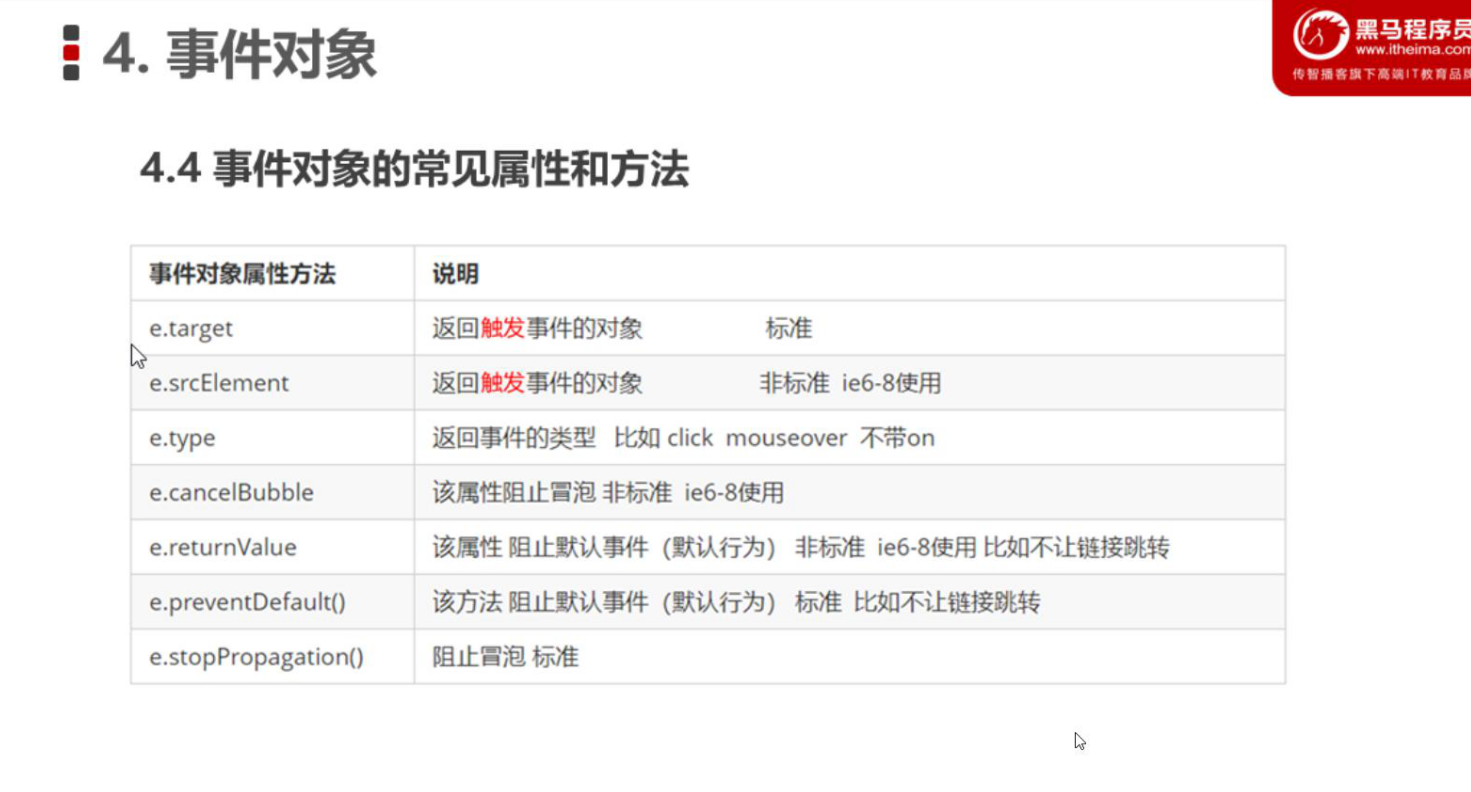 4. 事件对象
黑马程序员
www.itheima.com
传智播客旗下高端IT教育品牌
4.4 事件对象的常见属性和方法
事件对象属性方法 说明
e.target 返回触发事件的对象 标准
e.srcElement 返回触发事件的对象 非标准 ie6-8使用
e.type 返回事件的类型 比如 click mouseover 不带on
e.cancelBubble 该属性阻止冒泡 非标准 ie6-8使用
e.returnValue 该属性 阻止默认事件（默认行为） 非标准 ie6-8使用 比如不让链接跳转
e.preventDefault() 该方法 阻止默认事件（默认行为） 标准 比如不让链接跳转
e.stopPropagation() 阻止冒泡 标准